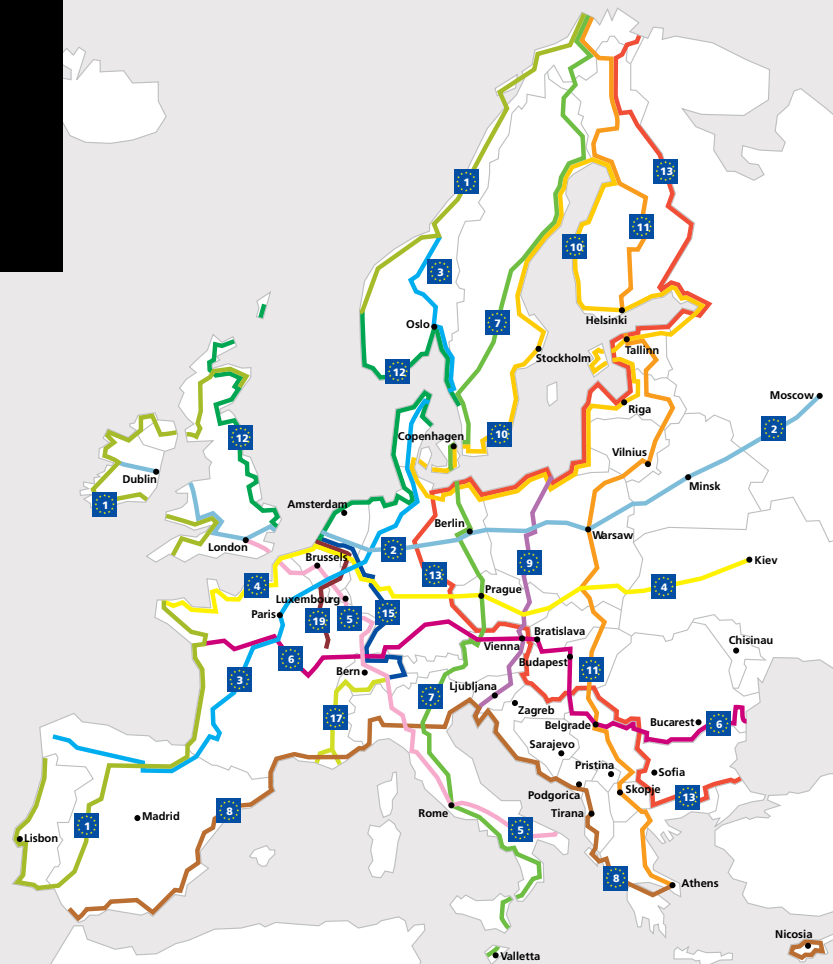 1
13
11
10
3
7
Oslo
Helsinki
Tallinn
Stockholm
12
Moscow
Riga
2
10
Copenhagen
12
Vilnius
Dublin
Minsk
1
Amsterdam
Berlin
Warsaw
London
2
Brussels
9
Kiev
4
13
4
Prague
Luxembourg
Paris
19
5
15
Bratislava
Chisinau
Vienna
6
Budapest
Bern
11
3
Ljubljana
7
Zagreb
17
Belgrade
Bucarest
6
Sarajevo
Pristina
Sofia
Podgorica
Skopje
13
8
Madrid
Rome
Tirana
1
5
Lisbon
8
Athens
Nicosia
Valletta